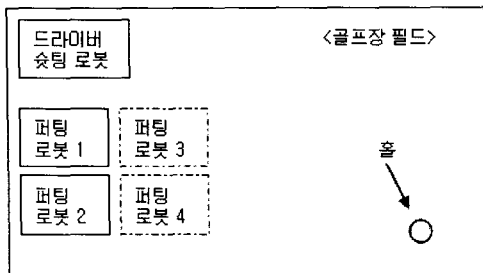 드라이버
슛팅 로봇
<골프장 필드>
퍼팅
로봇 1
퍼팅
로봇 3
홀
퍼팅
로봇 2
퍼팅
로봇 4